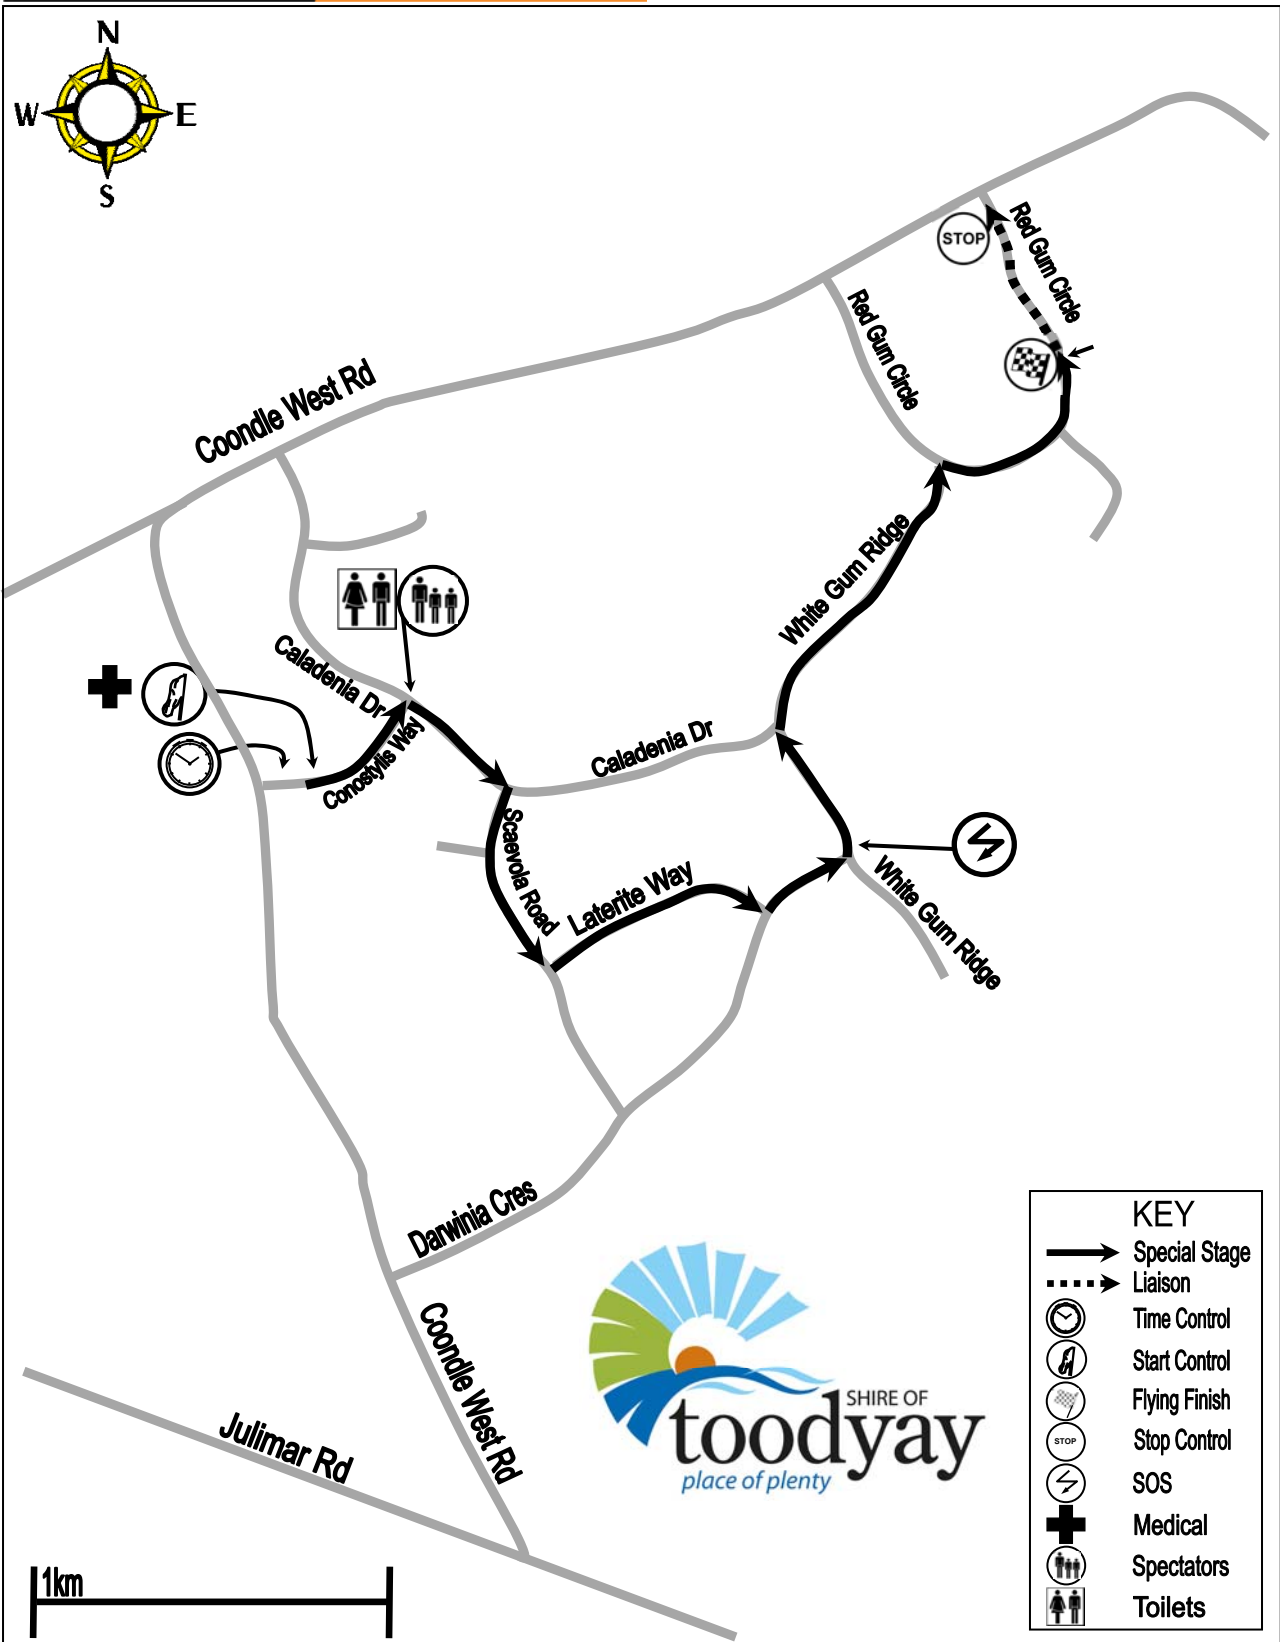 N
W E
S
Red Gum Circle
STOP
Red Gum Circle
Coondle West Rd
White Gum Ridge
Caladenia Dr
Conostylis Way
Caladenia Dr
Scaevola Road
Laterite Way
White Gum Ridge
Darwinia Cres
Coondle West Rd
Julimar Rd
SHIRE OF
toodyay
place of plenty
1km
KEY
Special Stage
Liaison
Time Control
Start Control
Flying Finish
STOP Stop Control
SOS
Medical
Spectators
Toilets